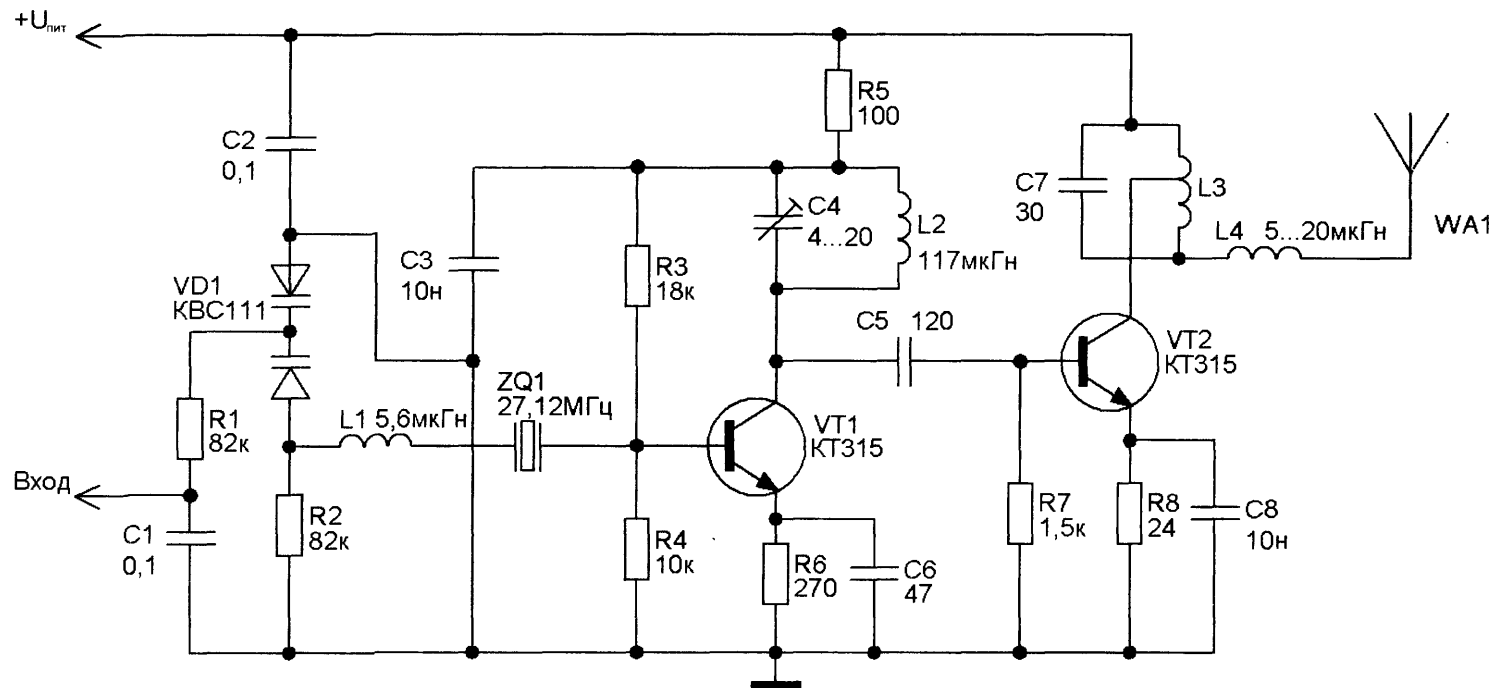 +Uпит
R5
100
C2
0,1
C7
30
L3
C4
4...20
L2
117мкГн
L4 5...20мкГн
WA1
C3
10н
R3
18к
VD1
КВС111
C5 120
VT2
КТ315
ZQ1
27,12МГц
R1
82к
L1 5,6мкГн
VT1
КТ315
Вход
C1
0,1
R2
82к
R4
10к
R6
270
C6
47
R7
1,5к
R8
24
C8
10н